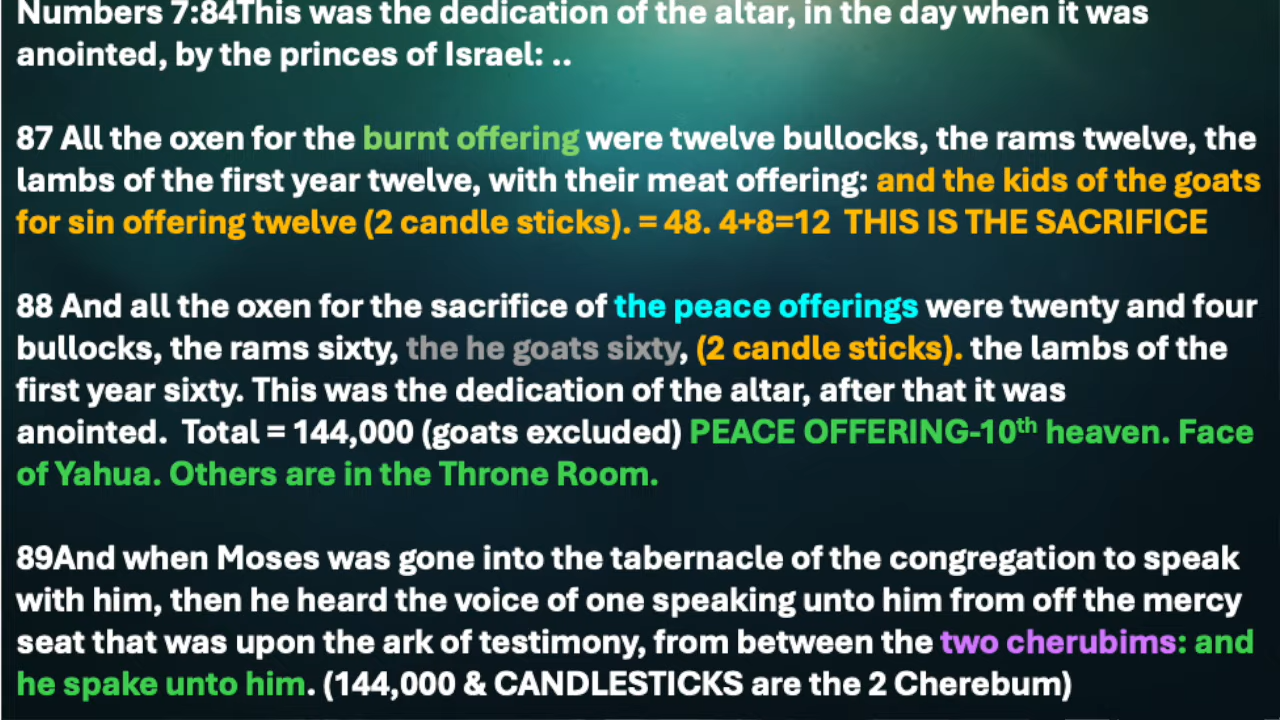 Numbers 7:84This was the dedication of the altar, in the day when it was
anointed, by the princes of Israel: ..
87 All the oxen for the burnt offering were twelve bullocks, the rams twelve, the
lambs of the first year twelve, with their meat offering: and the kids of the goats
for sin offering twelve (2 candle sticks). = 48. 4+8=12  THIS IS THE SACRIFICE
88 And all the oxen for the sacrifice of the peace offerings were twenty and four
bullocks, the rams sixty, the he goats sixty, (2 candle sticks). the lambs of the
first year sixty. This was the dedication of the altar, after that it was
anointed.  Total = 144,000 (goats excluded) PEACE OFFERING-10th heaven. Face
of Yahua. Others are in the Throne Room.
89And when Moses was gone into the tabernacle of the congregation to speak
with him, then he heard the voice of one speaking unto him from off the mercy
seat that was upon the ark of testimony, from between the two cherubims: and
he spake unto him. (144,000 & CANDLESTICKS are the 2 Cherebum)